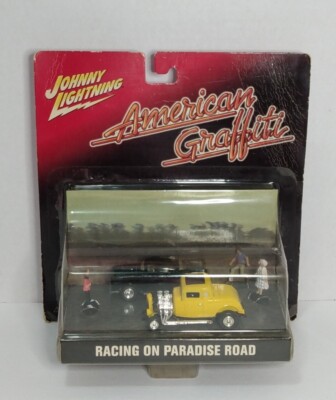 JOHNNY
LIGHTNING
American
Graffiti
RACING ON PARADISE ROAD